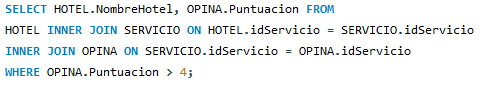 SELECT HOTEL.NombreHotel, OPINA.Puntuacion FROM
HOTEL INNER JOIN SERVICIO ON HOTEL.idServicio = SERVICIO.idServicio
INNER JOIN OPINA ON SERVICIO.idServicio = OPINA.idServicio
WHERE OPINA.Puntuacion > 4;